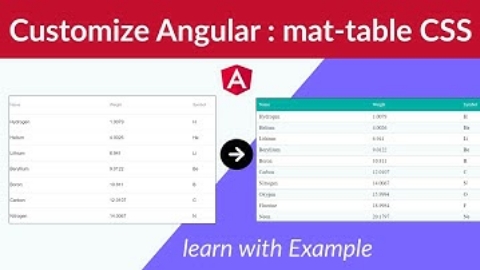 Customize Angular : mat-table CSS
A
Name Weight Symbol
Hydrogen 1.0079 H
Helium 4.0026 He
Lithium 6.941 Li
Beryllium 9.0122 Be
Boron 10.811 B
Carbon 12.0107 C
Nitrogen 14.0067 N
Name Weight Symbol
Hydrogen 1.0079 H
Helium 4.0026 He
Lithium 6.941 Li
Beryllium 9.0122 Be
Boron 10.811 B
Carbon 12.0107 C
Nitrogen 14.0067 N
Oxygen 15.9994 O
Fluorine 18.9984 F
Neon 20.1797 Ne
learn with Example